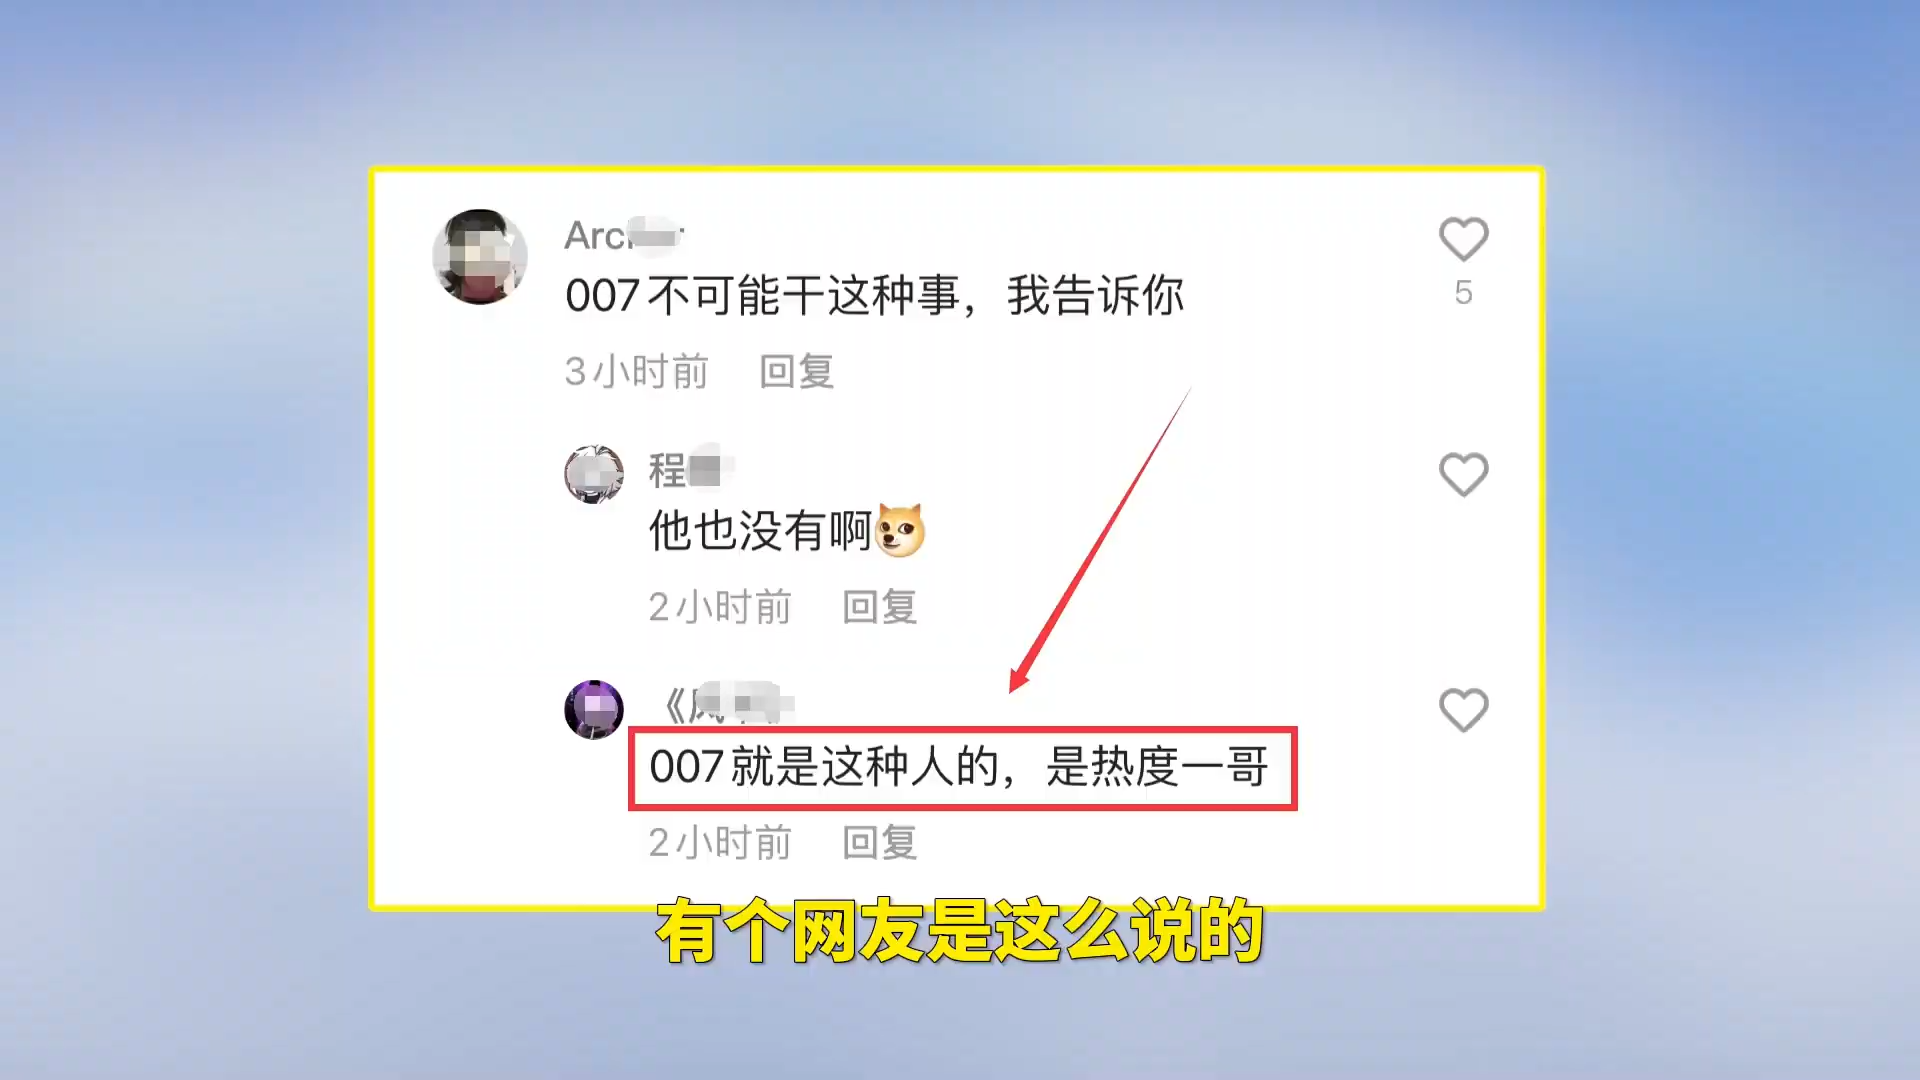 Arc
007不可能干这种事，我告诉你
5
3小时前 回复
程
他也没有啊
2小时前 回复
《风
007就是这种人的，是热度一哥
2小时前 回复
有个网友是这么说的